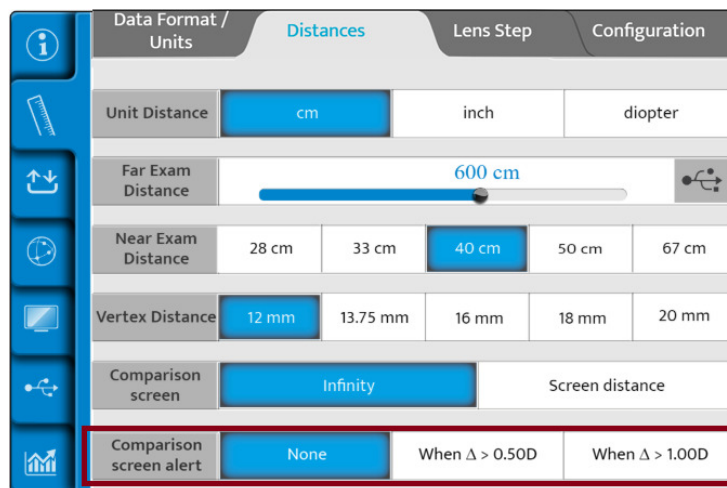 Data Format /
Units
Distances
Lens Step
Configuration
Unit Distance
cm
inch
diopter
Far Exam
Distance
600 cm
Near Exam
Distance
28 cm
33 cm
40 cm
50 cm
67 cm
Vertex Distance
12 mm
13.75 mm
16 mm
18 mm
20 mm
Comparison
screen
Infinity
Screen distance
Comparison
screen alert
None
When Δ > 0.50D
When Δ > 1.00D